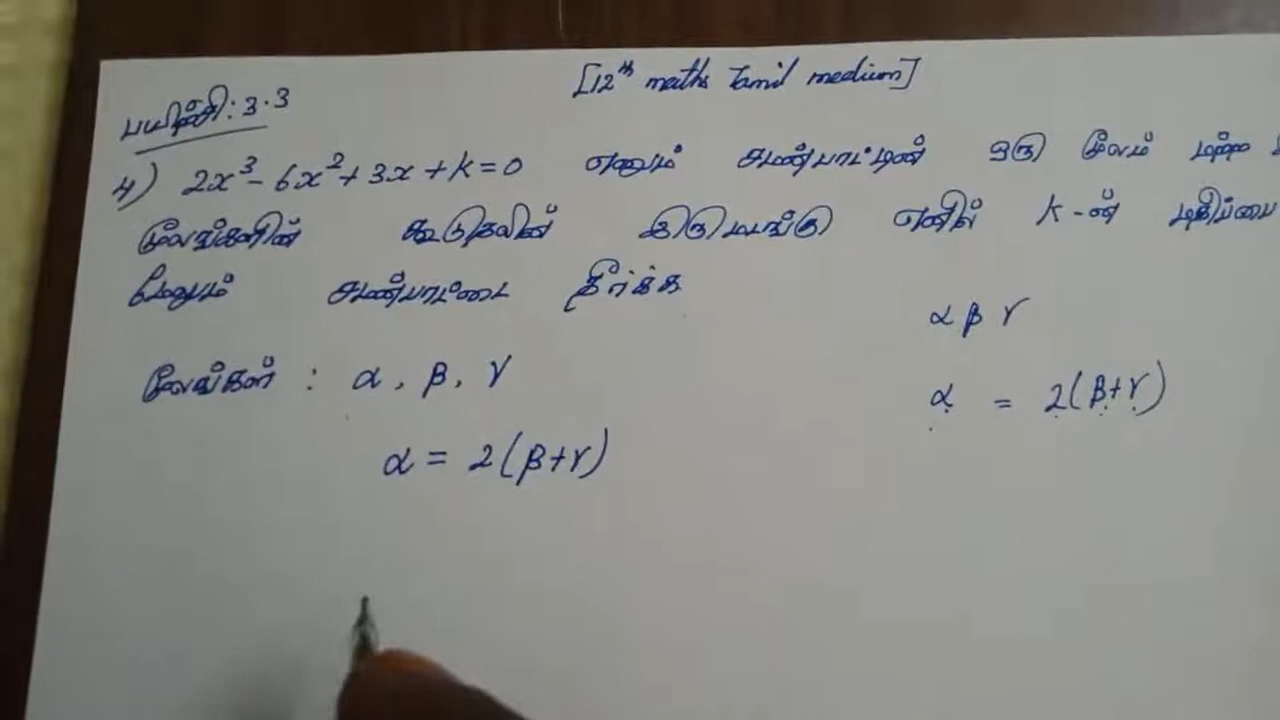 [12th maths Tamil medium]
பயிற்சி: 3.3
4) 2x³ - 6x² + 3x + k = 0 எனும் சமன்பாட்டின் ஒரு மூலம் மற்ற
மூலங்களின் கூடுதலின் இருமடங்கு எனில் k-ன் மதிப்பை
மேலும் சமன்பாட்டை தீர்க்க
α β γ
மூலங்கள் : α, β, γ
α = 2(β+γ)
α = 2(β+γ)